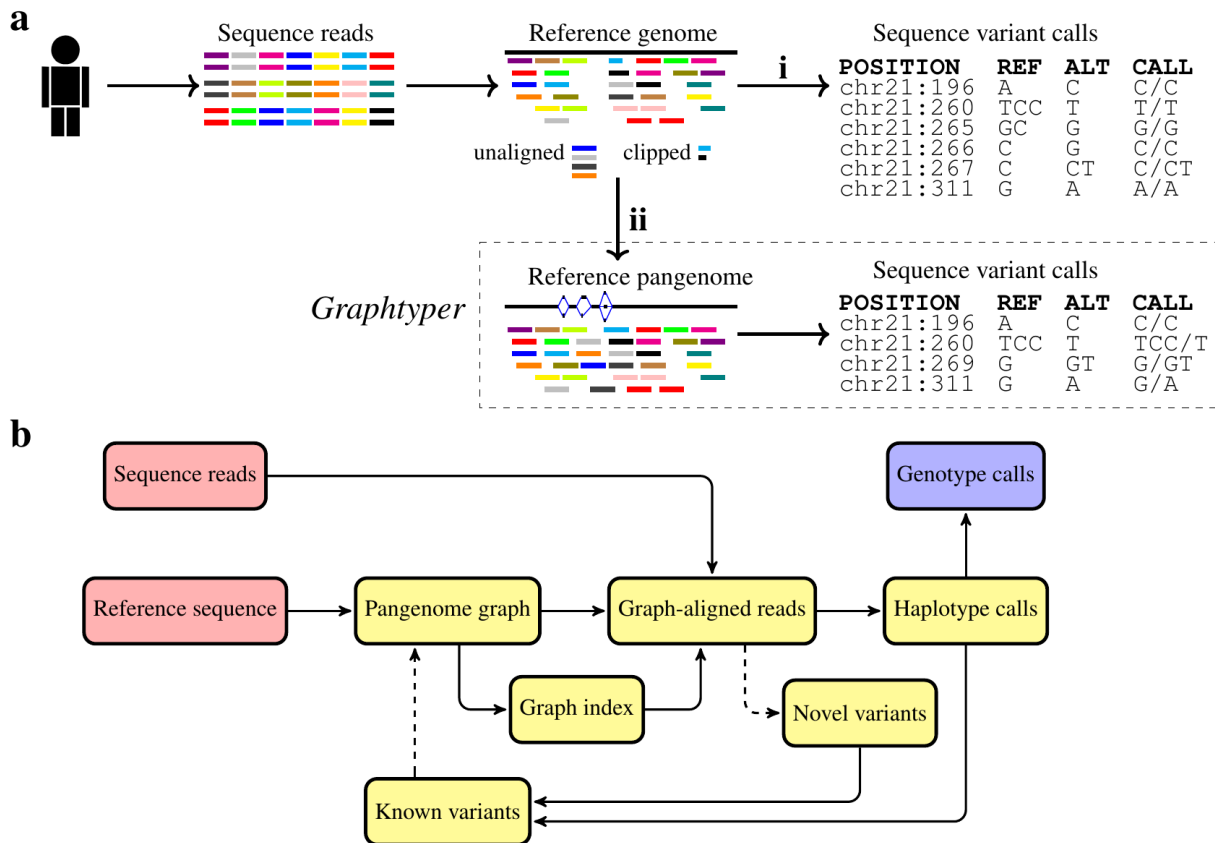 a
Sequence reads
Reference genome
Sequence variant calls
i
POSITION REF ALT CALL
chr21:196 A C C/C
chr21:260 TCC T T/T
chr21:265 GC G G/G
chr21:266 C G C/C
chr21:267 C CT C/CT
chr21:311 G A A/A
unaligned
clipped
ii
Graphtyper
Reference pangenome
Sequence variant calls
POSITION REF ALT CALL
chr21:196 A C C/C
chr21:260 TCC T TCC/T
chr21:269 G GT G/GT
chr21:311 G A G/A
b
Sequence reads
Genotype calls
Reference sequence
Pangenome graph
Graph-aligned reads
Haplotype calls
Graph index
Novel variants
Known variants